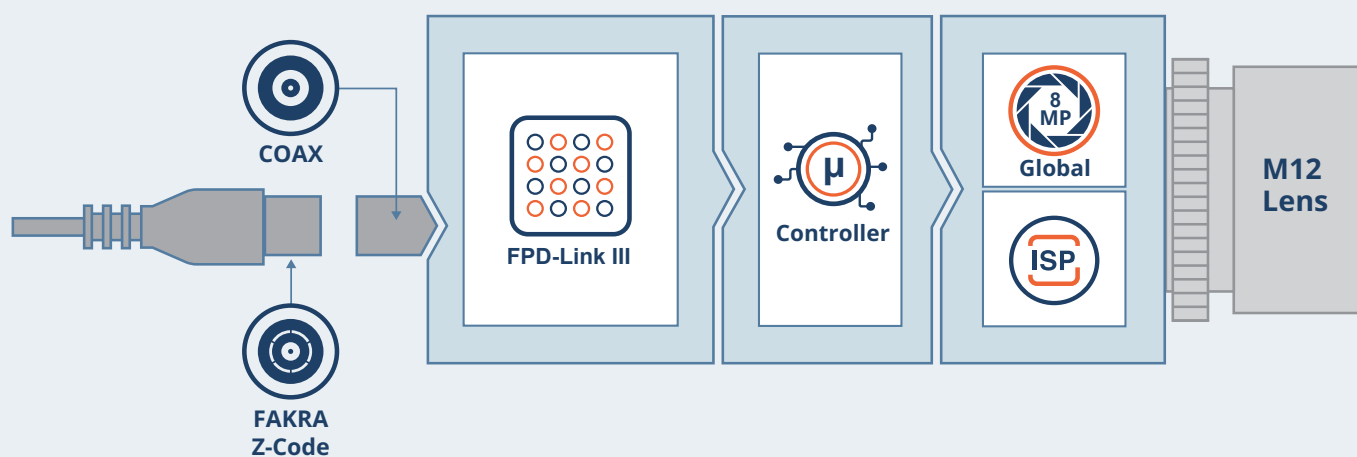 COAX
FAKRA
Z-Code
FPD-Link III
µ
Controller
8
MP
Global
ISP
M12
Lens